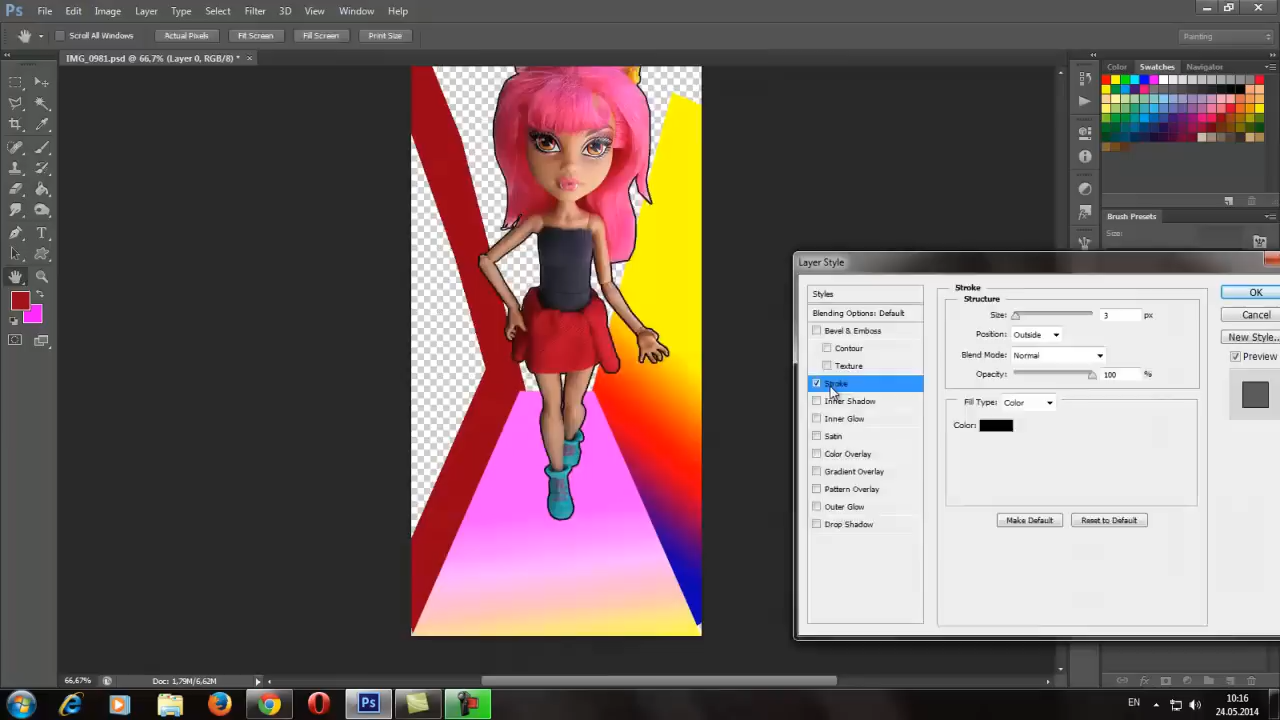 Ps File Edit Image Layer Type Select Filter 3D View Window Help
Scroll All Windows Actual Pixels Fit Screen Fill Screen Print Size Painting
IMG_0981.psd @ 66,7% (Layer 0, RGB/8) * ×
Color Swatches Navigator
Brush Presets
Size:
Layer Style
Styles
Blending Options: Default
Bevel & Emboss
Contour
Texture
Stroke
Inner Shadow
Inner Glow
Satin
Color Overlay
Gradient Overlay
Pattern Overlay
Outer Glow
Drop Shadow
Stroke
Structure
Size: 3 px
Position: Outside
Blend Mode: Normal
Opacity: 100 %
Fill Type: Color
Color:
Make Default Reset to Default
OK
Cancel
New Style...
Preview
66,67% Doc: 1,79M/6,62M
Ps
EN
10:16
24.05.2014